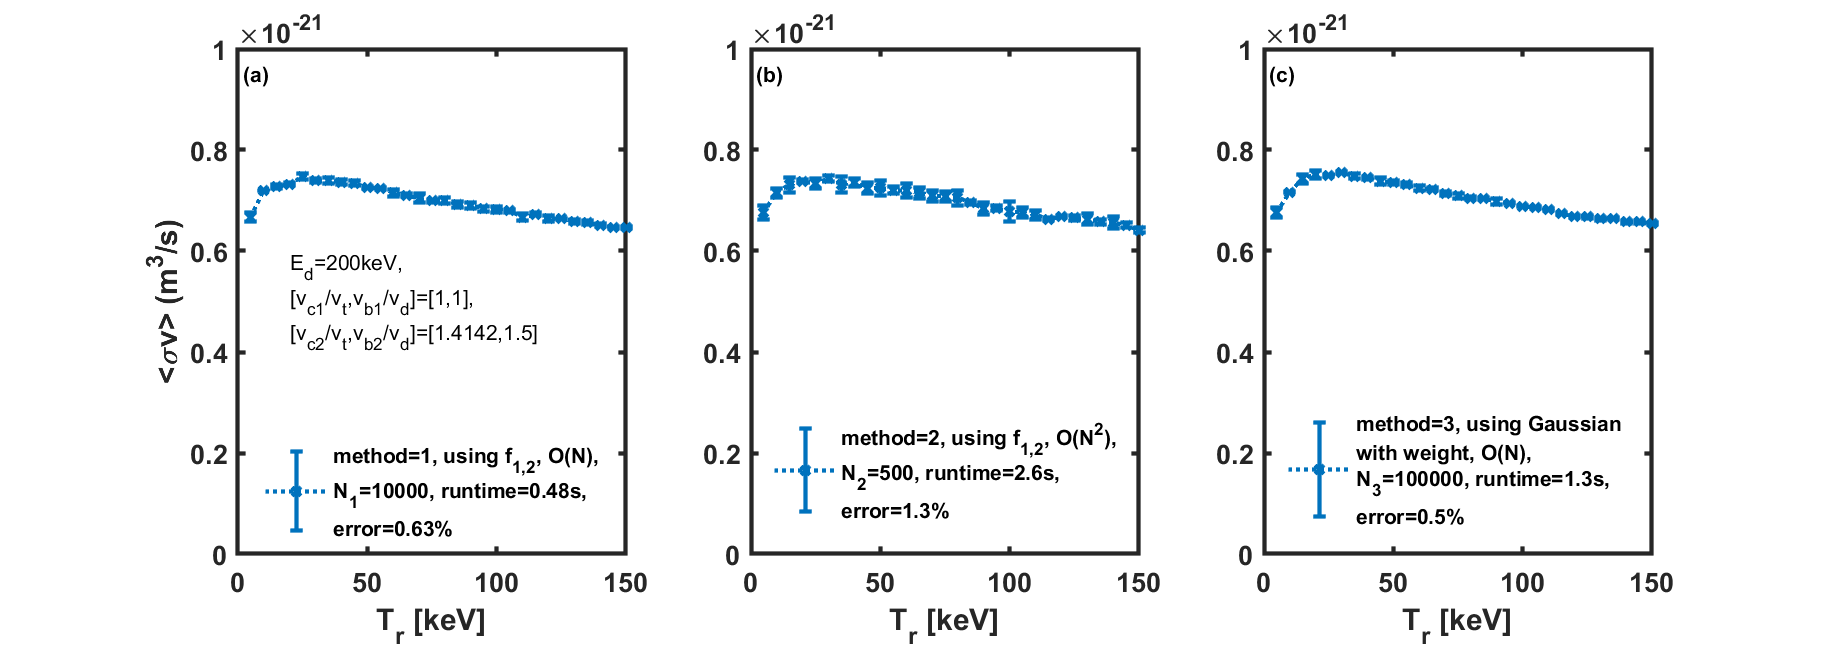 ×10-21
(a)
1
0.8
0.6
0.4
0.2
0
<σv> (m3/s)
Ed=200keV,
[vc1/vt,vb1/vd]=[1,1],
[vc2/vt,vb2/vd]=[1.4142,1.5]
method=1, using f1,2, O(N),
N1=10000, runtime=0.48s,
error=0.63%
0 50 100 150
Tr [keV]
×10-21
(b)
1
0.8
0.6
0.4
0.2
0
method=2, using f1,2, O(N2),
N2=500, runtime=2.6s,
error=1.3%
0 50 100 150
Tr [keV]
×10-21
(c)
1
0.8
0.6
0.4
0.2
0
method=3, using Gaussian
with weight, O(N),
N3=100000, runtime=1.3s,
error=0.5%
0 50 100 150
Tr [keV]